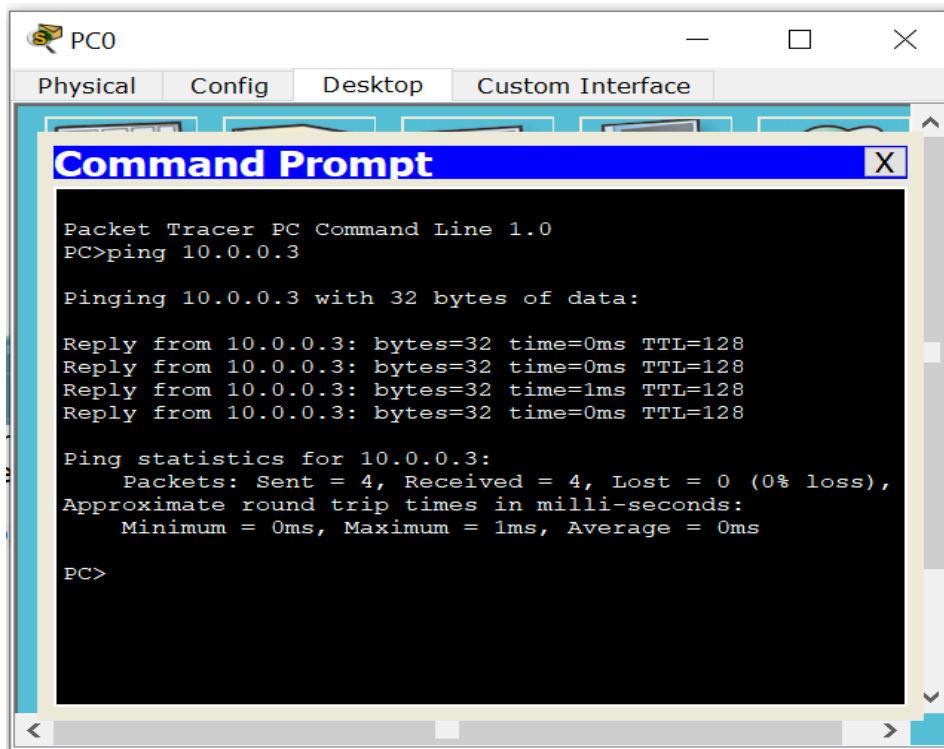 PC0
Physical Config Desktop Custom Interface
Command Prompt X
Packet Tracer PC Command Line 1.0
PC>ping 10.0.0.3
Pinging 10.0.0.3 with 32 bytes of data:
Reply from 10.0.0.3: bytes=32 time=0ms TTL=128
Reply from 10.0.0.3: bytes=32 time=0ms TTL=128
Reply from 10.0.0.3: bytes=32 time=1ms TTL=128
Reply from 10.0.0.3: bytes=32 time=0ms TTL=128
Ping statistics for 10.0.0.3:
Packets: Sent = 4, Received = 4, Lost = 0 (0% loss),
Approximate round trip times in milli-seconds:
Minimum = 0ms, Maximum = 1ms, Average = 0ms
PC>